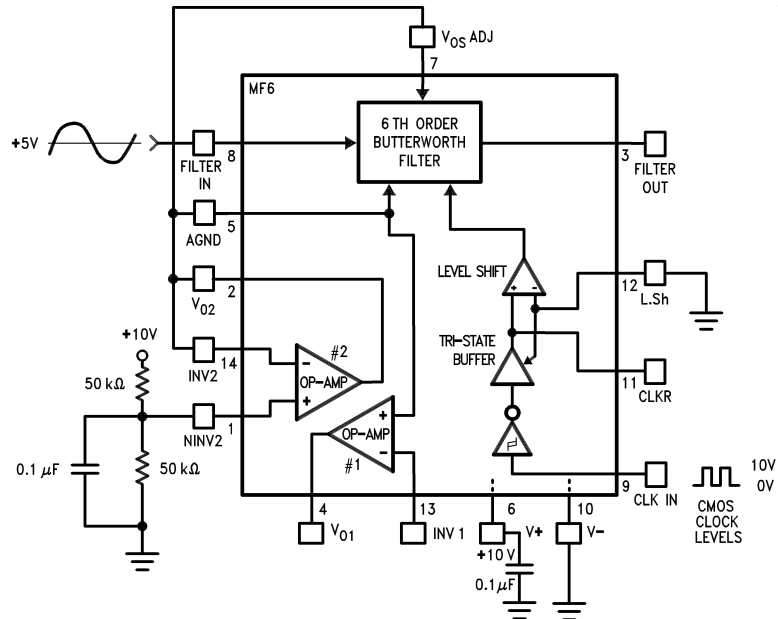 V_OS ADJ
7
MF6
6 TH ORDER
BUTTERWORTH
FILTER
+5V
FILTER
IN
8
3
FILTER
OUT
AGND
5
LEVEL SHIFT
+ -
12
L.Sh
V_O2
2
TRI-STATE
BUFFER
+10V
50 kΩ
INV2
14
#2
OP-AMP
-
+
11
CLKR
NINV2
1
0.1 μF
50 kΩ
+
OP-AMP
-
#1
9
CLK IN
10V
0V
CMOS
CLOCK
LEVELS
4
V_O1
13
INV 1
6
V+
+10 V
0.1 μF
10
V-